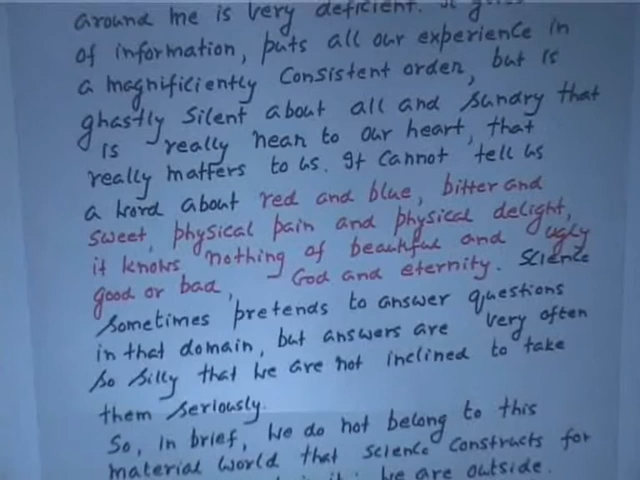 around me is very deficient. It
of information, puts all our experience in
a magnificiently consistent order, but is
ghastly silent about all and sundry that
is really near to our heart, that
really matters to us. It cannot tell us
a word about red and blue, bitter and
sweet, physical pain and physical delight,
it knows nothing of beautiful and ugly
good or bad, God and eternity. Science
sometimes pretends to answer questions
in that domain, but answers are very often
so silly that we are not inclined to take
them seriously.
So, in brief, we do not belong to this
material world that science constructs for
we are outside.